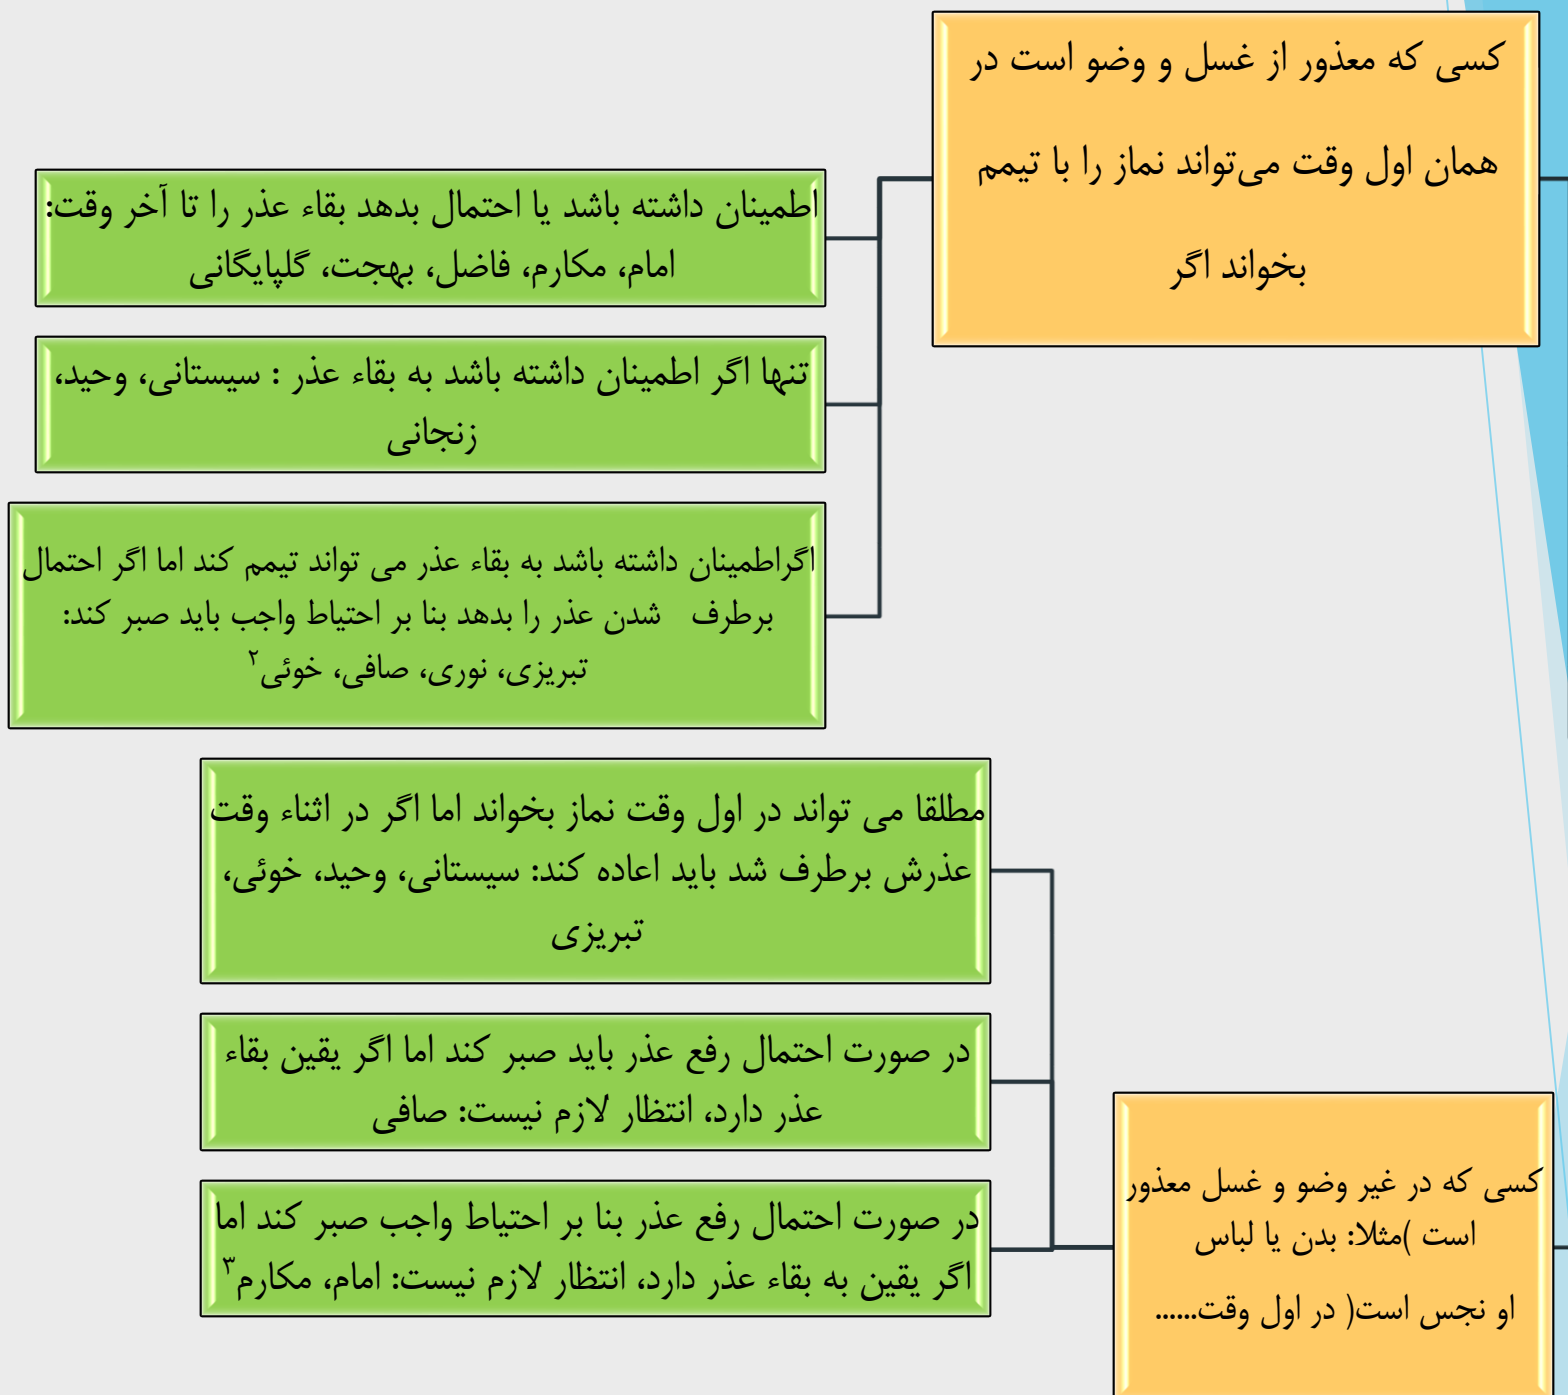 کسی که معذور از غسل و وضو است در
همان اول وقت می‌تواند نماز را با تیمم
بخواند اگر
اطمینان داشته باشد یا احتمال بدهد بقاء عذر را تا آخر وقت:
امام، مکارم، فاضل، بهجت، گلپایگانی
تنها اگر اطمینان داشته باشد به بقاء عذر : سیستانی، وحید،
زنجانی
اگراطمینان داشته باشد به بقاء عذر می تواند تیمم کند اما اگر احتمال
برطرف شدن عذر را بدهد بنا بر احتیاط واجب باید صبر کند:
تبریزی، نوری، صافی، خوئی۲
کسی که در غیر وضو و غسل معذور
است )مثلا: بدن یا لباس
او نجس است( در اول وقت......
مطلقا می تواند در اول وقت نماز بخواند اما اگر در اثناء وقت
عذرش برطرف شد باید اعاده کند: سیستانی، وحید، خوئی،
تبریزی
در صورت احتمال رفع عذر باید صبر کند اما اگر یقین بقاء
عذر دارد، انتظار لازم نیست: صافی
در صورت احتمال رفع عذر بنا بر احتیاط واجب صبر کند اما
اگر یقین به بقاء عذر دارد، انتظار لازم نیست: امام، مکارم۳